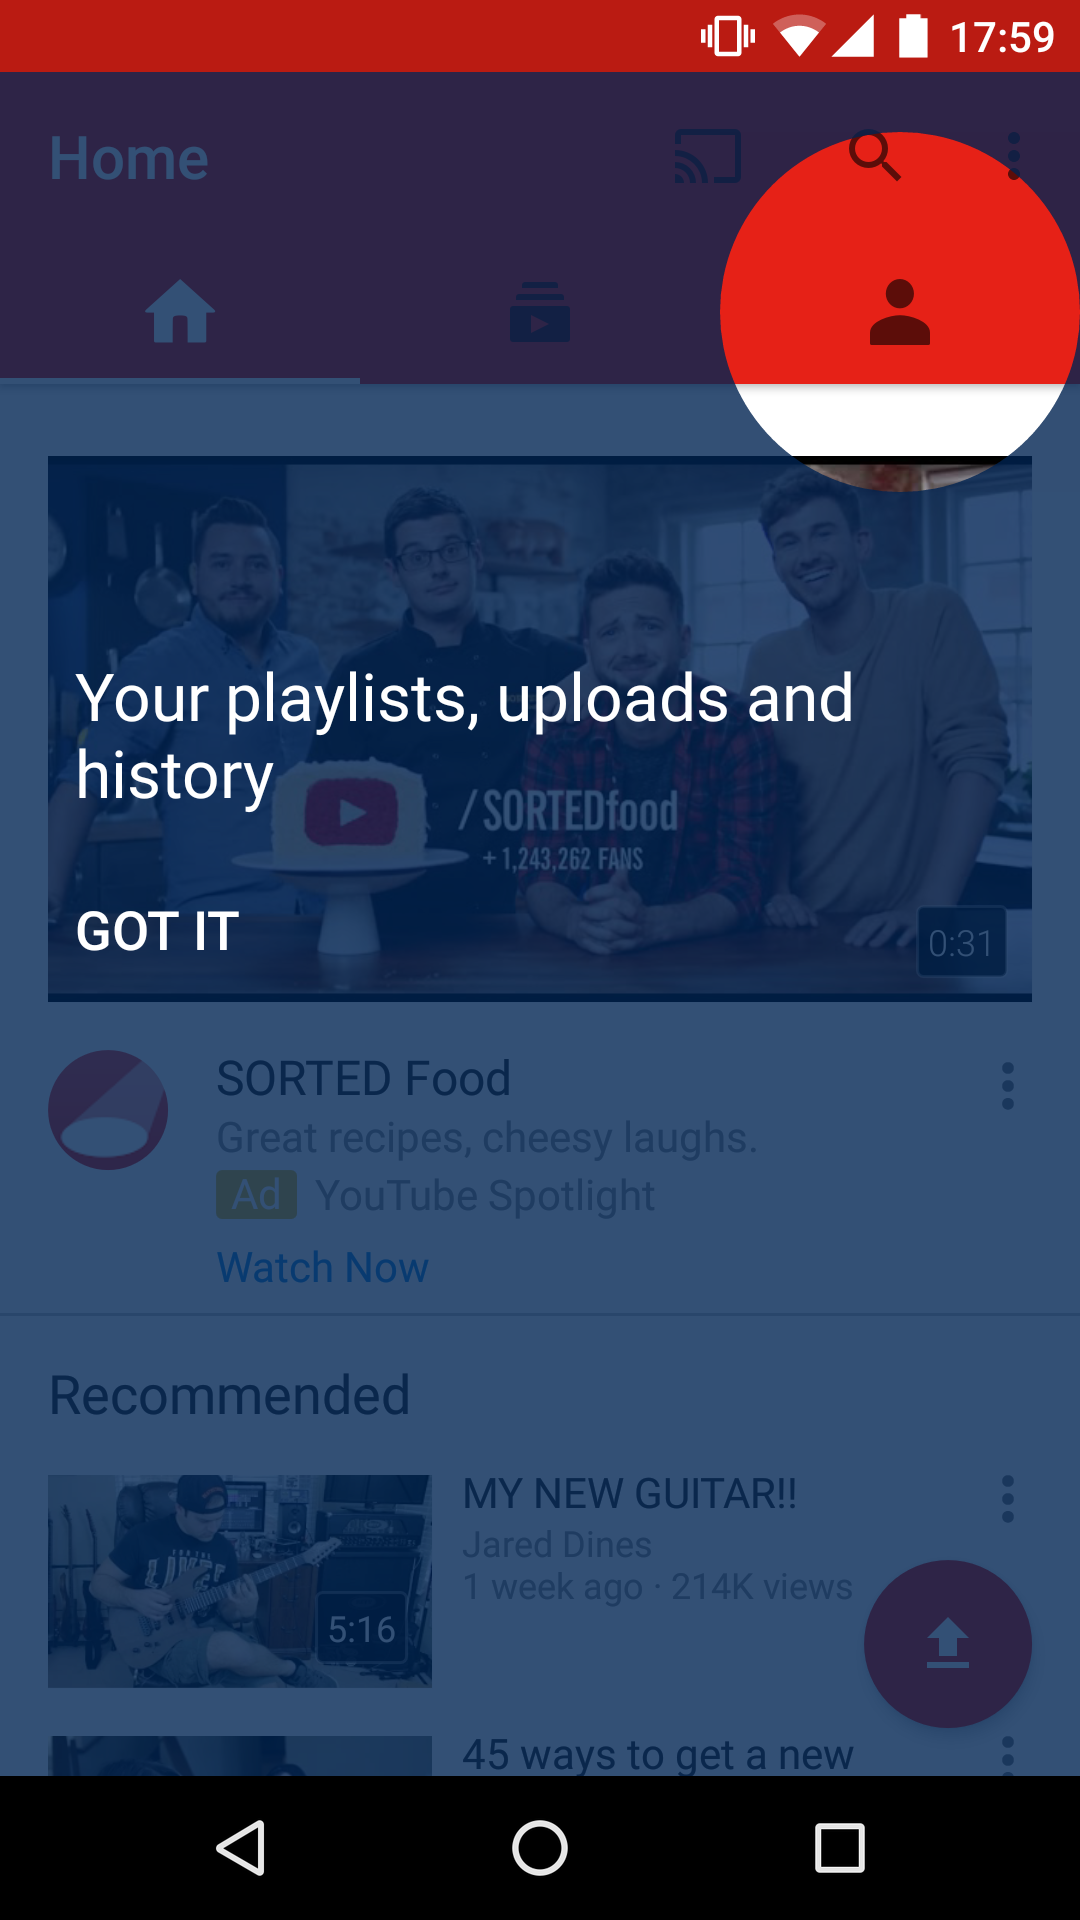 17:59
Home
Your playlists, uploads and
history
/SORTEDfood
+ 1,243,262 FANS
GOT IT
0:31
SORTED Food
Great recipes, cheesy laughs.
Ad YouTube Spotlight
Watch Now
Recommended
MY NEW GUITAR!!
Jared Dines
1 week ago · 214K views
5:16
45 ways to get a new